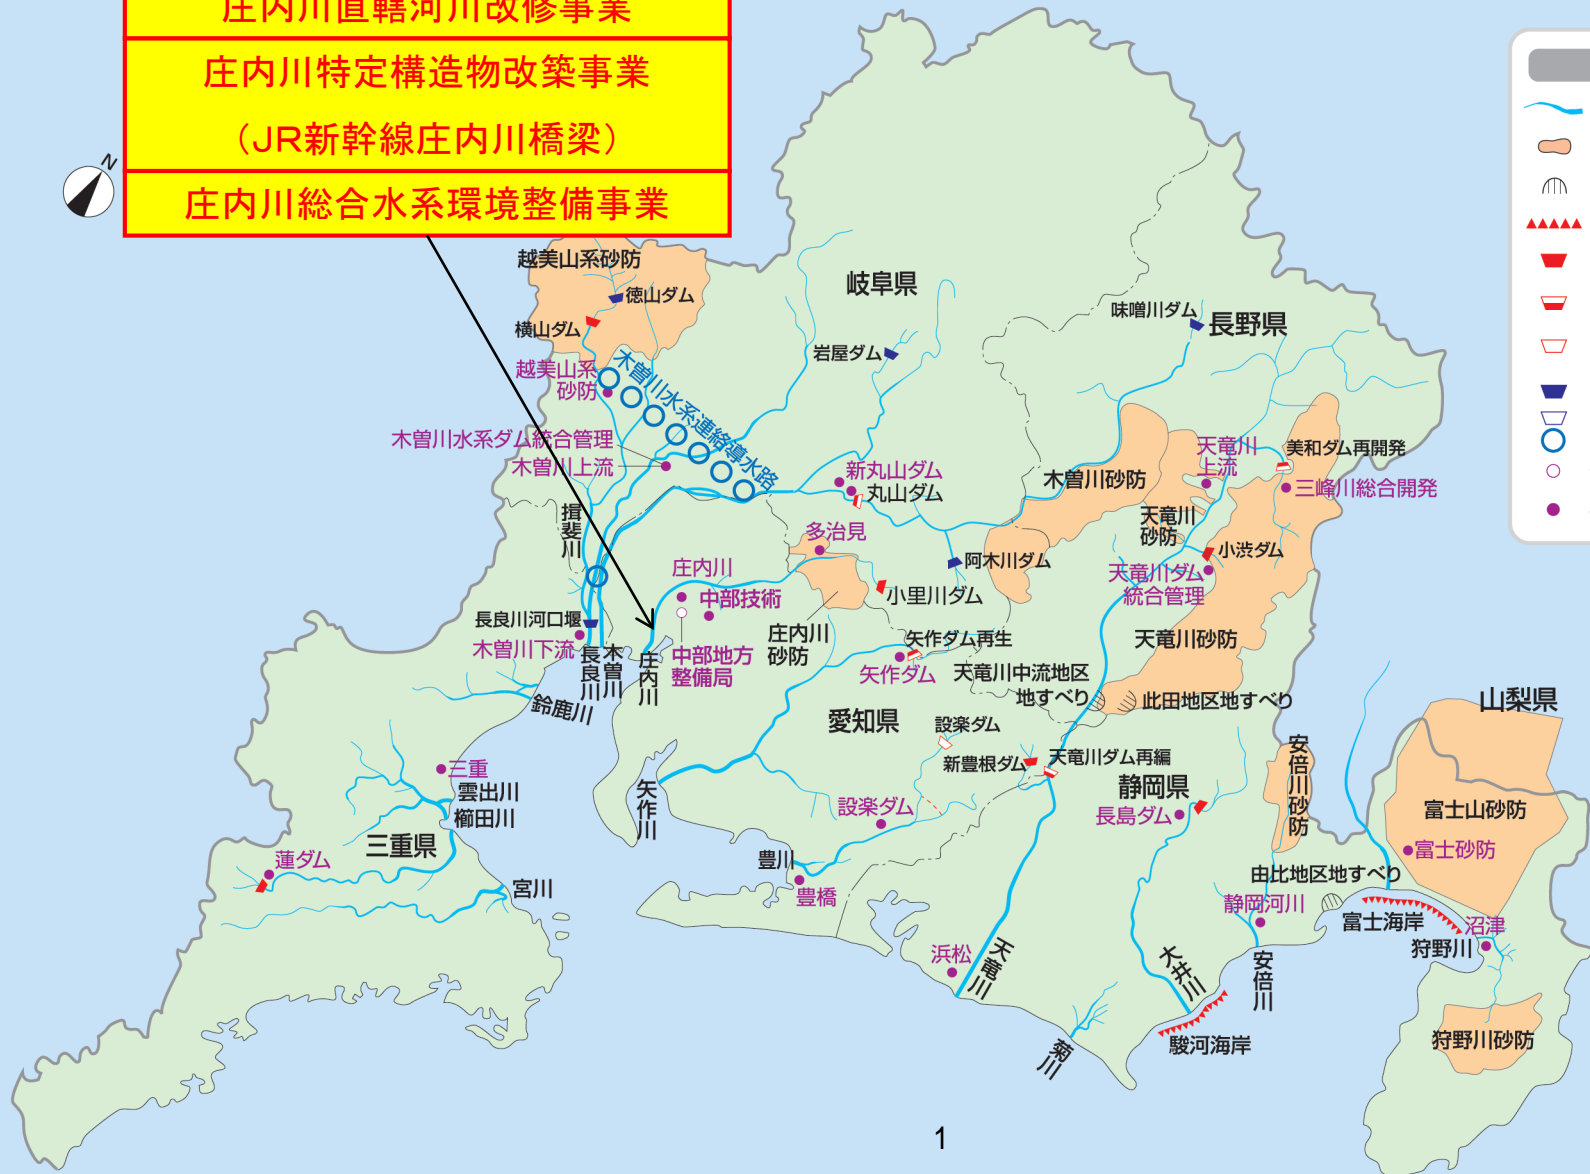 庄内川直轄河川改修事業
庄内川特定構造物改築事業
（JR新幹線庄内川橋梁）
庄内川総合水系環境整備事業
N
越美山系砂防
徳山ダム
横山ダム
越美山系
砂防
木曽川水系連絡導水路
木曽川水系ダム統合管理
木曽川上流
岐阜県
岩屋ダム
味噌川ダム
長野県
新丸山ダム
丸山ダム
木曽川砂防
天竜川
上流
美和ダム再開発
三峰川総合開発
天竜川
砂防
小渋ダム
天竜川ダム
統合管理
天竜川砂防
揖斐川
多治見
阿木川ダム
小里川ダム
庄内川
中部技術
庄内川
砂防
長良川河口堰
木曽川下流
長良川
木曽川
庄内川
中部地方
整備局
矢作ダム再生
矢作ダム
天竜川中流地区
地すべり
此田地区地すべり
鈴鹿川
愛知県
設楽ダム
新豊根ダム
天竜川ダム再編
静岡県
長島ダム
安倍川砂防
山梨県
富士山砂防
富士砂防
三重
雲出川
櫛田川
三重県
蓮ダム
宮川
矢作川
設楽ダム
豊川
豊橋
由比地区地すべり
静岡河川
富士海岸
沼津
狩野川
浜松
天竜川
大井川
安倍川
菊川
駿河海岸
狩野川砂防
1